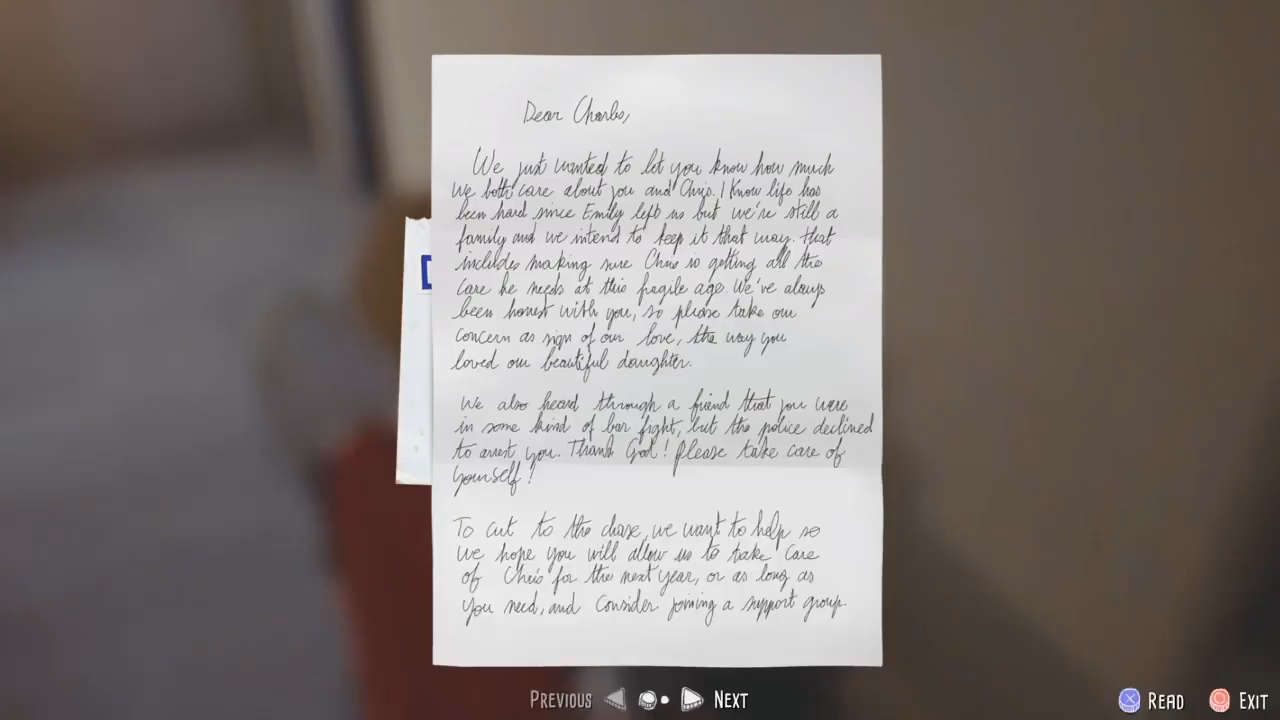 Dear Charles,
We just wanted to let you know how much
we both care about you and Chris. I know life has
been hard since Emily left us but we're still a
family and we intend to keep it that way. That
includes making sure Chris is getting all the
care he needs at this fragile age. We've always
been honest with you, so please take our
concern as sign of our love, the way you
loved our beautiful daughter.
We also heard through a friend that you were
in some kind of bar fight, but the police declined
to arrest you. Thank God! please take care of
yourself!
To cut to the chase, we want to help so
we hope you will allow us to take Care
of Chris for the next year, or as long as
you need, and Consider joining a support group.
Previous Next
Read Exit